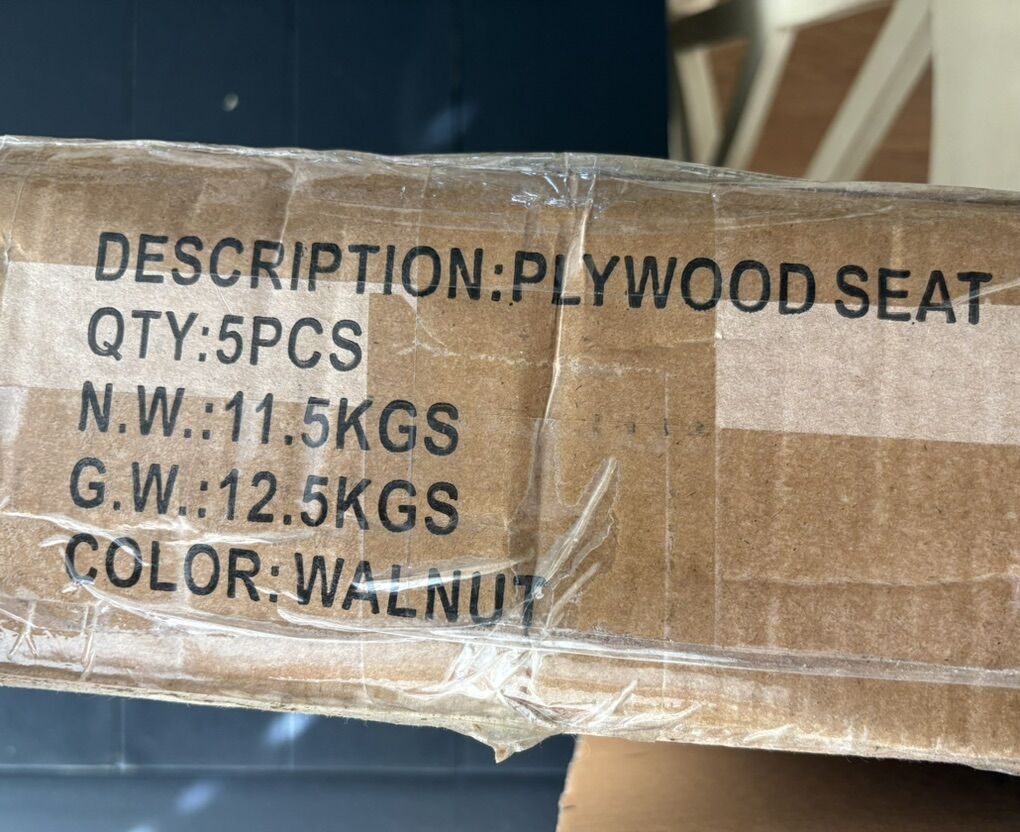 DESCRIPTION:PLYWOOD SEAT
QTY:5PCS
N.W.:11.5KGS
G.W.:12.5KGS
COLOR:WALNUT